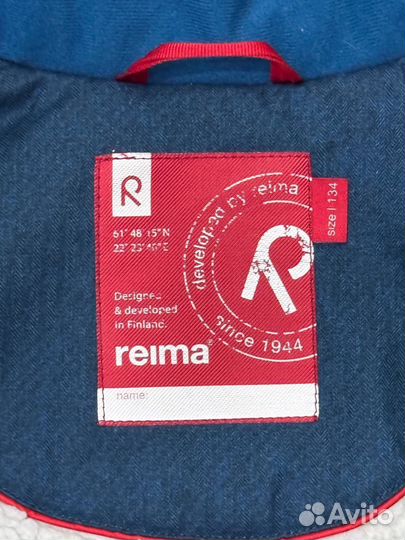 R
61° 48' 15" N
22° 23' 46" E
developed by reima
R
size | 134
Designed
& developed
in Finland.
since 1944
reima®
name:
Avito